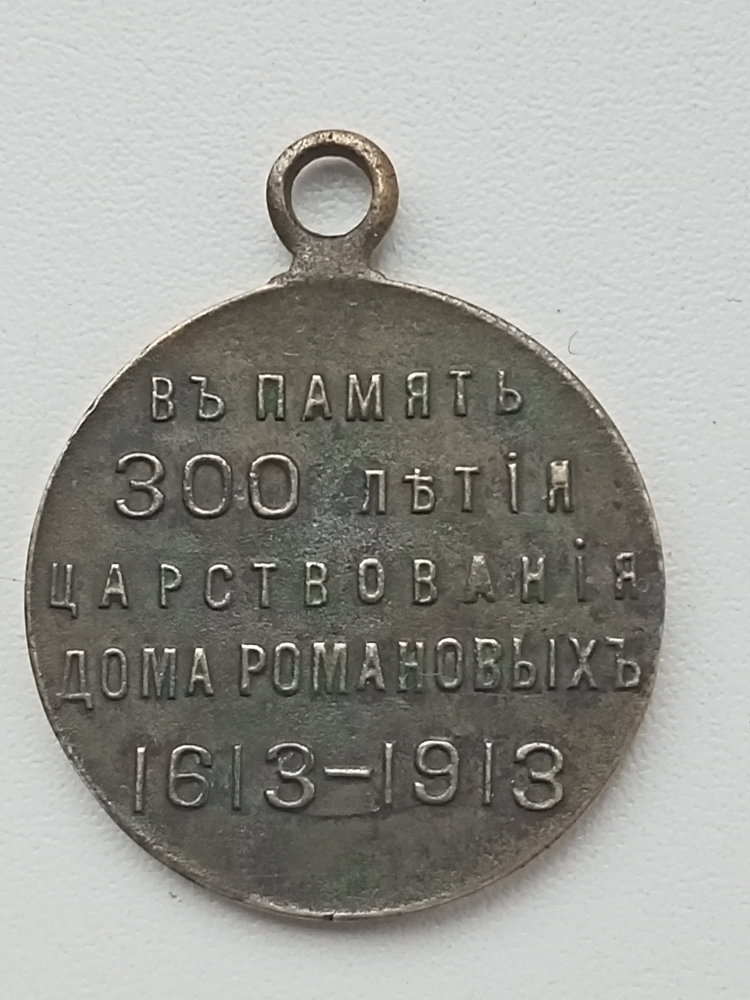 ВЪ ПАМЯТЬ
300 ЛѢТІЯ
ЦАРСТВОВАНІЯ
ДОМА РОМАНОВЫХЪ
1613-1913